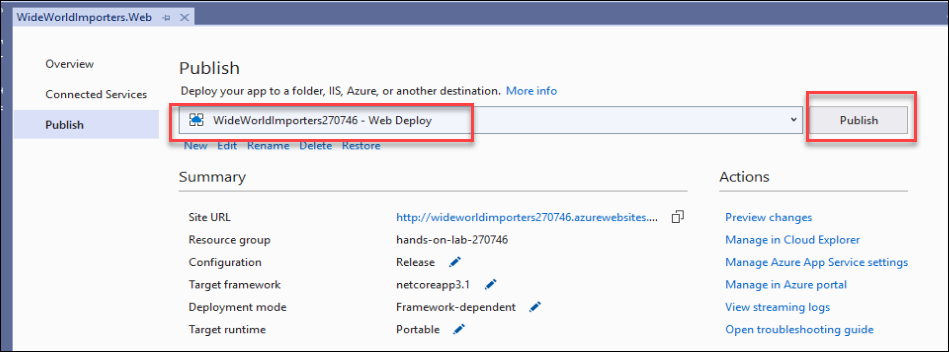 WideWorldImporters.Web
Overview
Connected Services
Publish
Publish
Deploy your app to a folder, IIS, Azure, or another destination. More info
WideWorldImporters270746 - Web Deploy
Publish
New Edit Rename Delete Restore
Summary
Site URL http://wideworldimporters270746.azurewebsites....
Resource group hands-on-lab-270746
Configuration Release
Target framework netcoreapp3.1
Deployment mode Framework-dependent
Target runtime Portable
Actions
Preview changes
Manage in Cloud Explorer
Manage Azure App Service settings
Manage in Azure portal
View streaming logs
Open troubleshooting guide